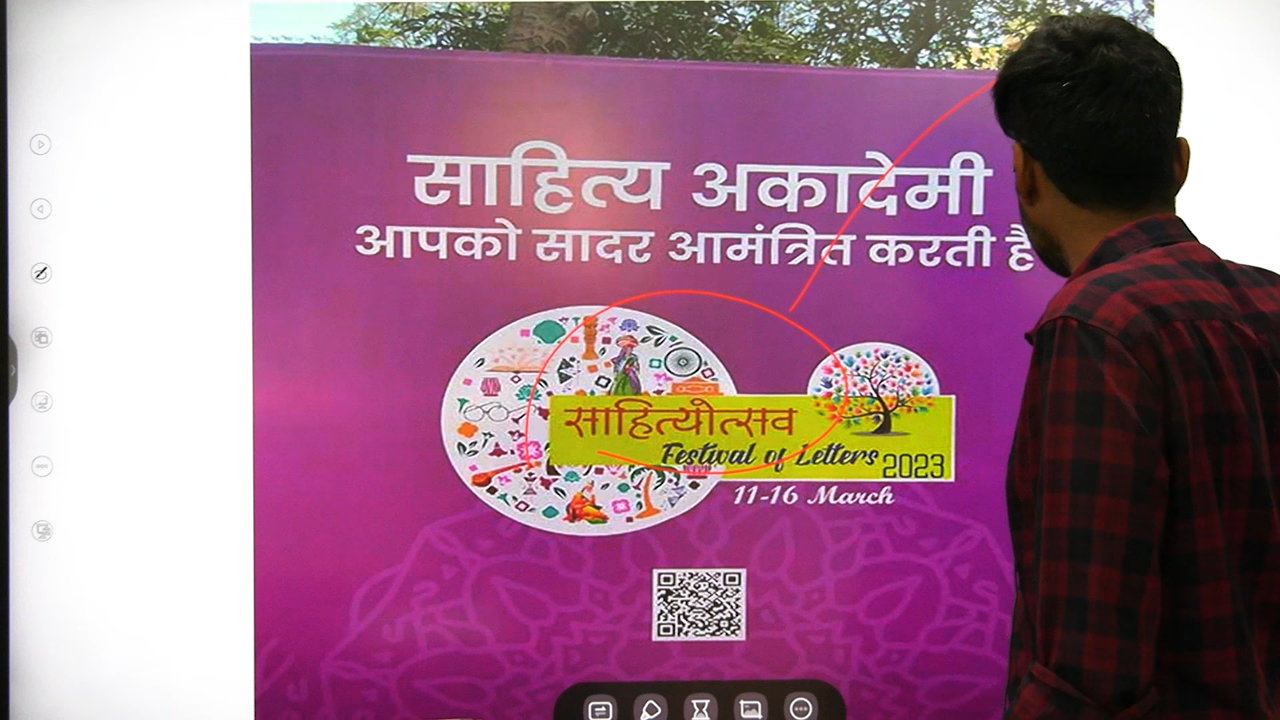 साहित्य अकादेमी
आपको सादर आमंत्रित करती है
साहित्योत्सव
Festival of Letters 2023
11-16 March